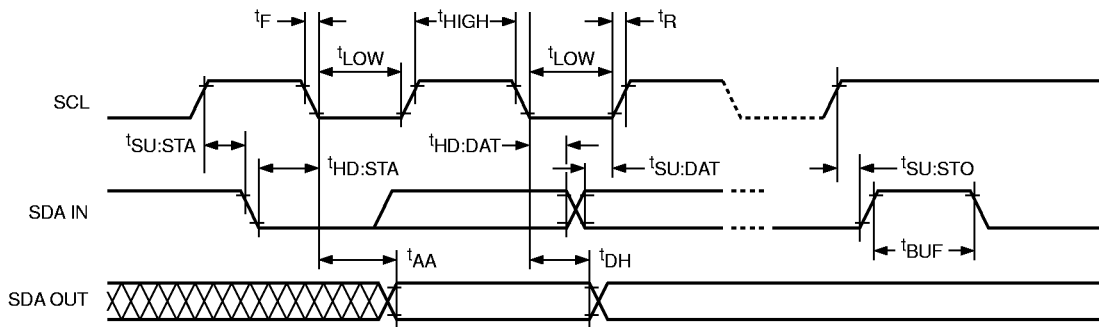 tF
tHIGH
tR
tLOW
tLOW
SCL
tSU:STA
tHD:DAT
tHD:STA
tSU:DAT
tSU:STO
SDA IN
tBUF
tAA
tDH
SDA OUT